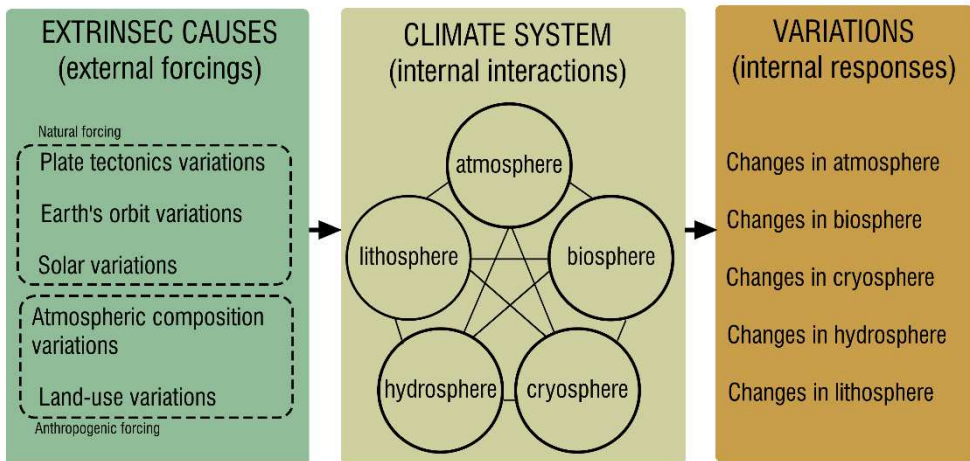 EXTRINSEC CAUSES
(external forcings)
Natural forcing
Plate tectonics variations
Earth's orbit variations
Solar variations
Atmospheric composition
variations
Land-use variations
Anthropogenic forcing
CLIMATE SYSTEM
(internal interactions)
atmosphere
lithosphere
biosphere
hydrosphere
cryosphere
VARIATIONS
(internal responses)
Changes in atmosphere
Changes in biosphere
Changes in cryosphere
Changes in hydrosphere
Changes in lithosphere